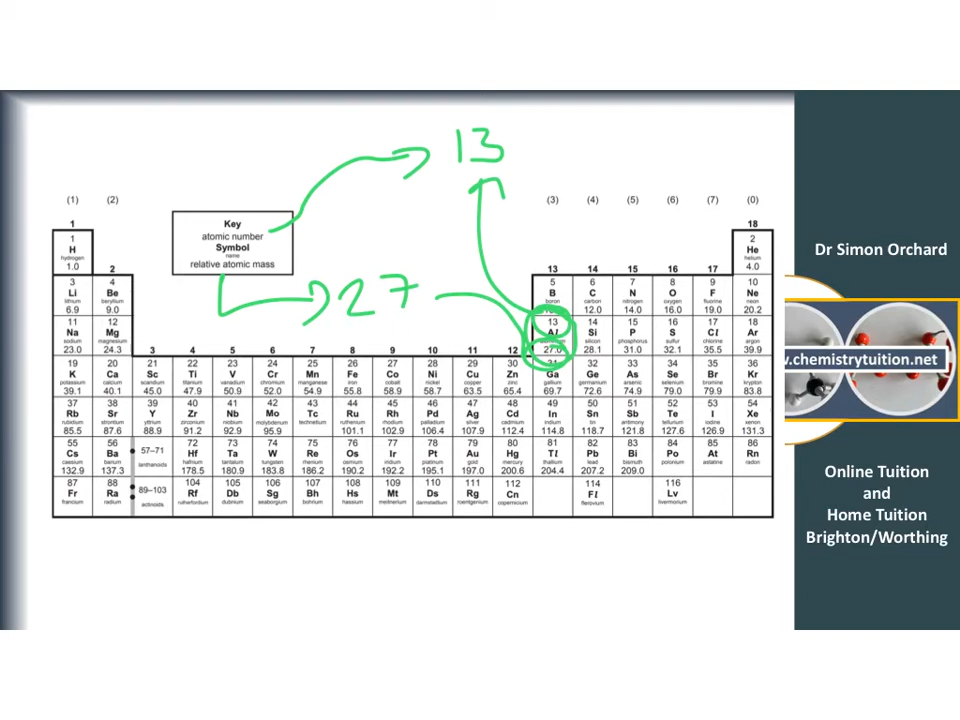 13
(1) (2) (3) (4) (5) (6) (7) (0)
1 18
Key
atomic number
Symbol
name
relative atomic mass
1 2
H He
hydrogen helium
1.0 2 13 14 15 16 17 4.0
3 4 5 6 7 8 9 10
Li Be B C N O F Ne
lithium beryllium boron carbon nitrogen oxygen fluorine neon
6.9 9.0 12.0 14.0 16.0 19.0 20.2
27
11 12 13 14 15 16 17 18
Na Mg Al Si P S Cl Ar
sodium magnesium silicon phosphorus sulfur chlorine argon
23.0 24.3 3 4 5 6 7 8 9 10 11 12 27.0 28.1 31.0 32.1 35.5 39.9
19 20 21 22 23 24 25 26 27 28 29 30 31 32 33 34 35 36
K Ca Sc Ti V Cr Mn Fe Co Ni Cu Zn Ga Ge As Se Br Kr
potassium calcium scandium titanium vanadium chromium manganese iron cobalt nickel copper zinc gallium germanium arsenic selenium bromine krypton
39.1 40.1 45.0 47.9 50.9 52.0 54.9 55.8 58.9 58.7 63.5 65.4 69.7 72.6 74.9 79.0 79.9 83.8
37 38 39 40 41 42 43 44 45 46 47 48 49 50 51 52 53 54
Rb Sr Y Zr Nb Mo Tc Ru Rh Pd Ag Cd In Sn Sb Te I Xe
rubidium strontium yttrium zirconium niobium molybdenum technetium ruthenium rhodium palladium silver cadmium indium tin antimony tellurium iodine xenon
85.5 87.6 88.9 91.2 92.9 95.9 101.1 102.9 106.4 107.9 112.4 114.8 118.7 121.8 127.6 126.9 131.3
55 56 57–71 72 73 74 75 76 77 78 79 80 81 82 83 84 85 86
Cs Ba lanthanoids Hf Ta W Re Os Ir Pt Au Hg Tl Pb Bi Po At Rn
caesium barium hafnium tantalum tungsten rhenium osmium iridium platinum gold mercury thallium lead bismuth polonium astatine radon
132.9 137.3 178.5 180.9 183.8 186.2 190.2 192.2 195.1 197.0 200.6 204.4 207.2 209.0
87 88 89–103 104 105 106 107 108 109 110 111 112 114 116
Fr Ra actinoids Rf Db Sg Bh Hs Mt Ds Rg Cn Fl Lv
francium radium rutherfordium dubnium seaborgium bohrium hassium meitnerium darmstadtium roentgenium copernicium flerovium livermorium
Dr Simon Orchard
w.chemistrytuition.net
Online Tuition
and
Home Tuition
Brighton/Worthing